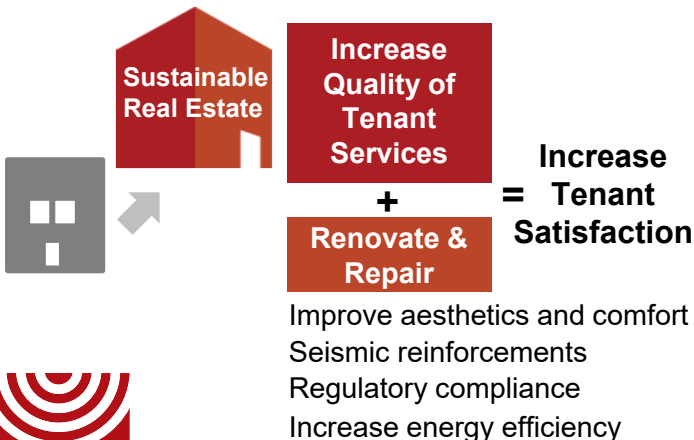 Sustainable
Real Estate
Increase
Quality of
Tenant
Services
+
Renovate &
Repair
= Increase
Tenant
Satisfaction
Improve aesthetics and comfort
Seismic reinforcements
Regulatory compliance
Increase energy efficiency